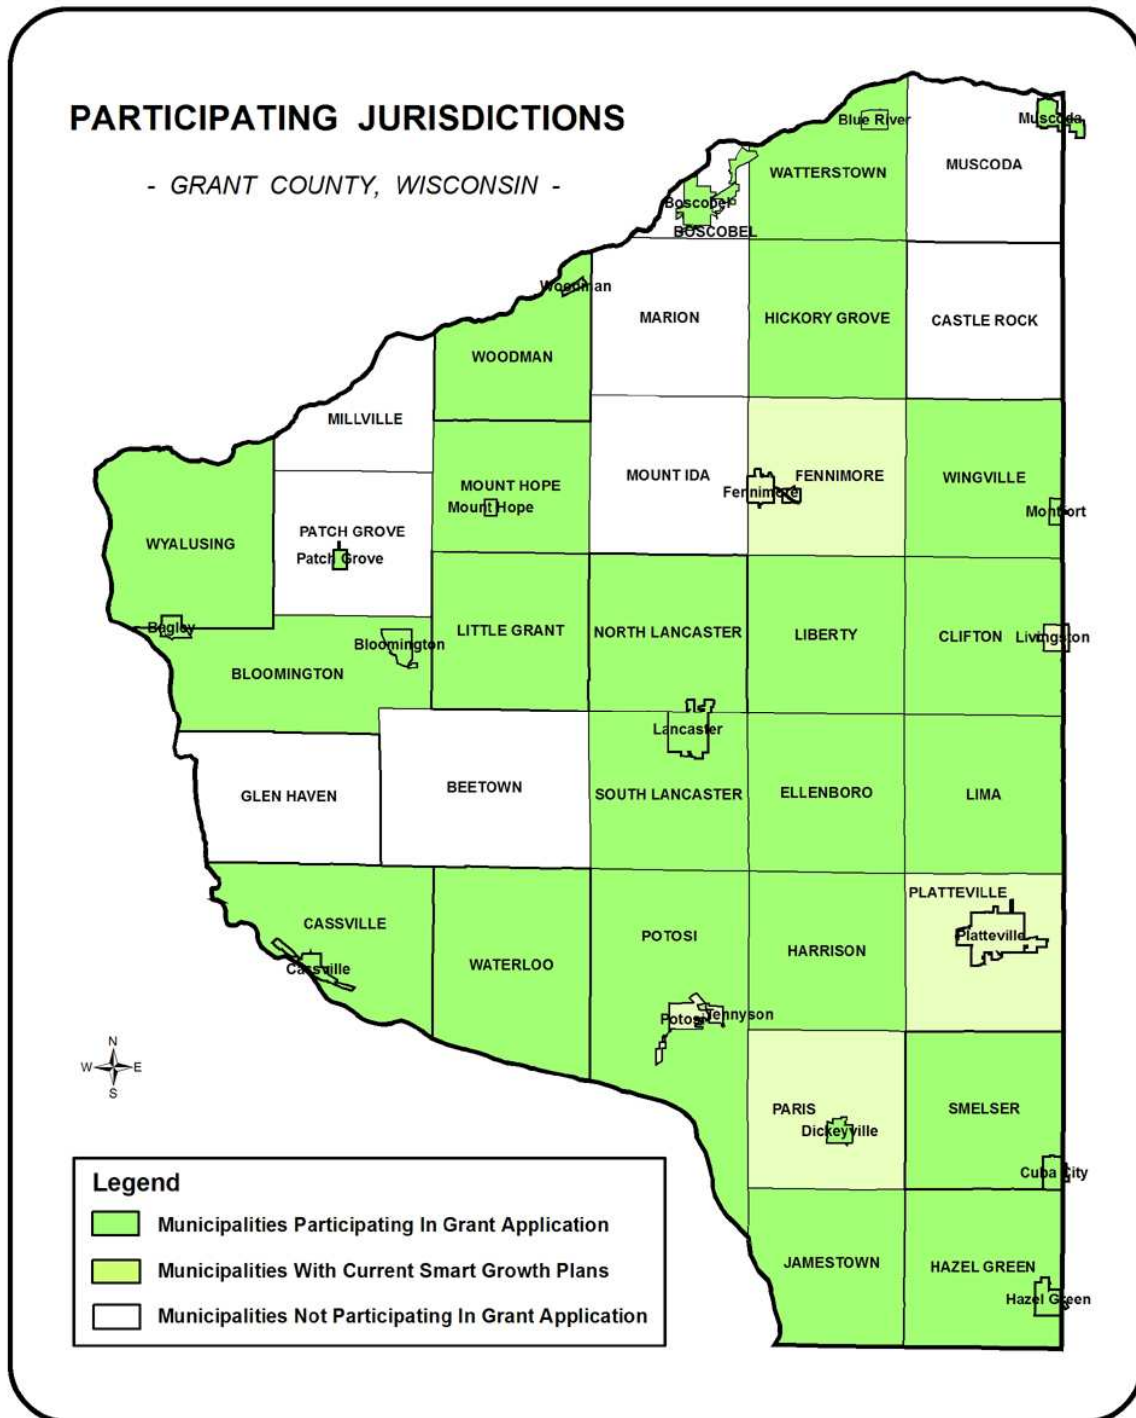 PARTICIPATING JURISDICTIONS
- GRANT COUNTY, WISCONSIN -
Blue River
Muscoda
WATTERSTOWN
MUSCODA
Boscobel
BOSCOBEL
Woodman
MARION
HICKORY GROVE
CASTLE ROCK
WOODMAN
MILLVILLE
MOUNT HOPE
MOUNT IDA
FENNIMORE
WINGVILLE
Fennimore
Mount Hope
Montfort
PATCH GROVE
WYALUSING
Patch Grove
Bagley
Bloomington
LITTLE GRANT
NORTH LANCASTER
LIBERTY
CLIFTON
Livingston
BLOOMINGTON
Lancaster
GLEN HAVEN
BEETOWN
SOUTH LANCASTER
ELLENBORO
LIMA
PLATTEVILLE
CASSVILLE
POTOSI
Platteville
HARRISON
WATERLOO
Cassville
Potosi
Tennyson
N
W
E
S
PARIS
SMELSER
Dickeyville
Cuba City
JAMESTOWN
HAZEL GREEN
Hazel Green
Legend
Municipalities Participating In Grant Application
Municipalities With Current Smart Growth Plans
Municipalities Not Participating In Grant Application